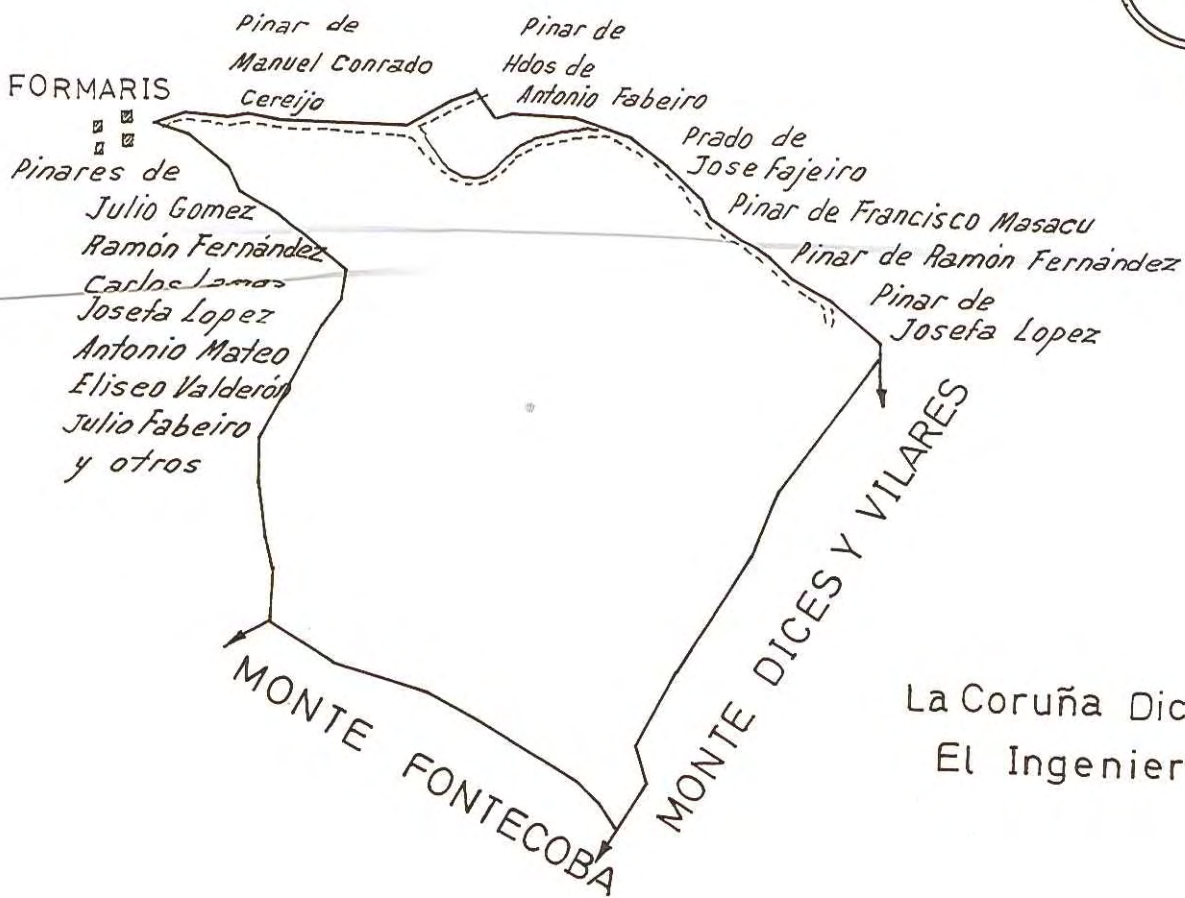 Pinar de
Manuel Conrado
Cereijo
Pinar de
Hdos de
Antonio Fabeiro
FORMARIS
Prado de
Jose Fajeiro
Pinar de Francisco Masacu
Pinar de Ramón Fernández
Pinar de
Josefa Lopez
Pinares de
Julio Gomez
Ramón Fernández
Carlos Lamas
Josefa Lopez
Antonio Mateo
Eliseo Valderón
Julio Fabeiro
y otros
MONTE DICES Y VILARES
MONTE FONTECOBA
La Coruña Dic
El Ingenier